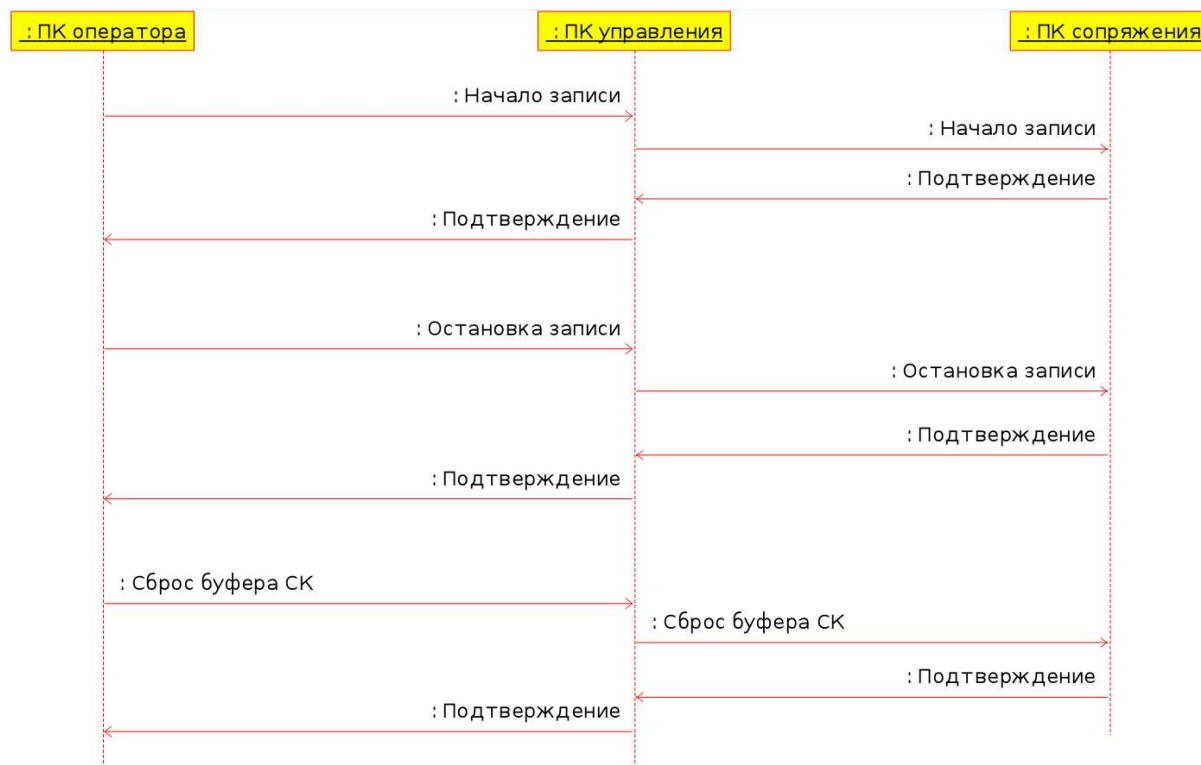 : ПК оператора
: ПК управления
: ПК сопряжения
: Начало записи
: Начало записи
: Подтверждение
: Подтверждение
: Остановка записи
: Остановка записи
: Подтверждение
: Подтверждение
: Сброс буфера СК
: Сброс буфера СК
: Подтверждение
: Подтверждение